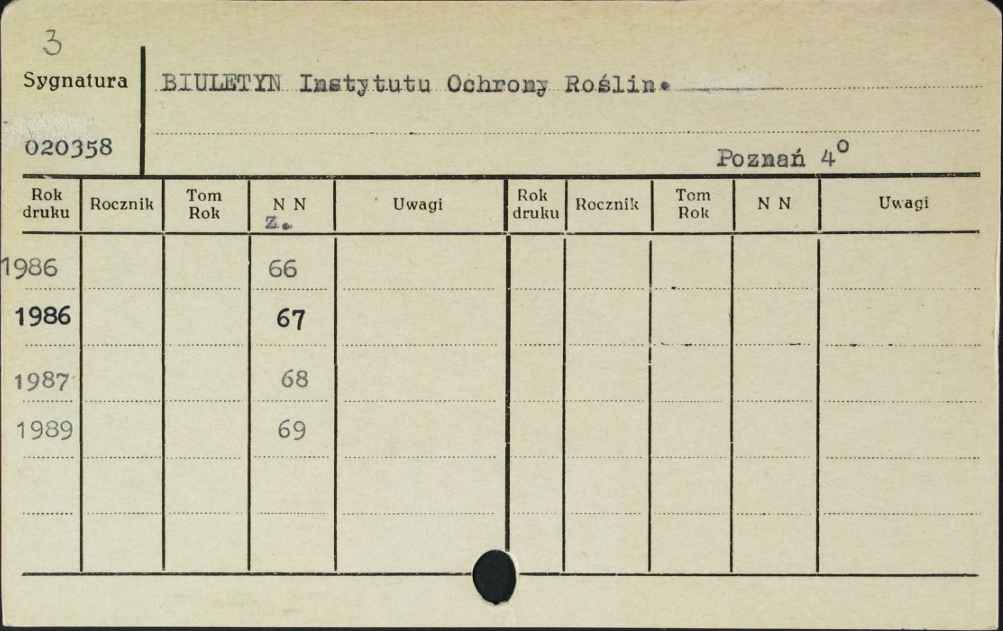 3
Sygnatura BIULETYN Instytutu Ochrony Roślin.
020358
Poznań 4°
Rok druku Rocznik Tom Rok N N Uwagi Rok druku Rocznik Tom Rok N N Uwagi
Z.
1986 66
1986 67
1987 68
1989 69